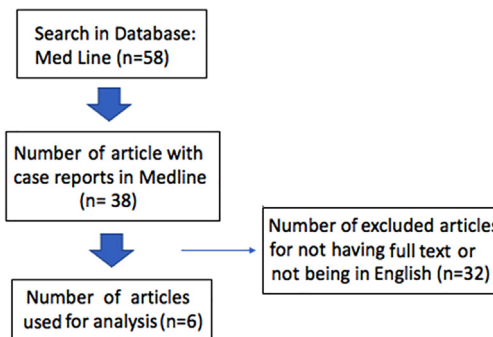 Search in Database:
Med Line (n=58)
Number of article with
case reports in Medline
(n= 38)
Number of excluded articles
for not having full text or
not being in English (n=32)
Number of articles
used for analysis (n=6)